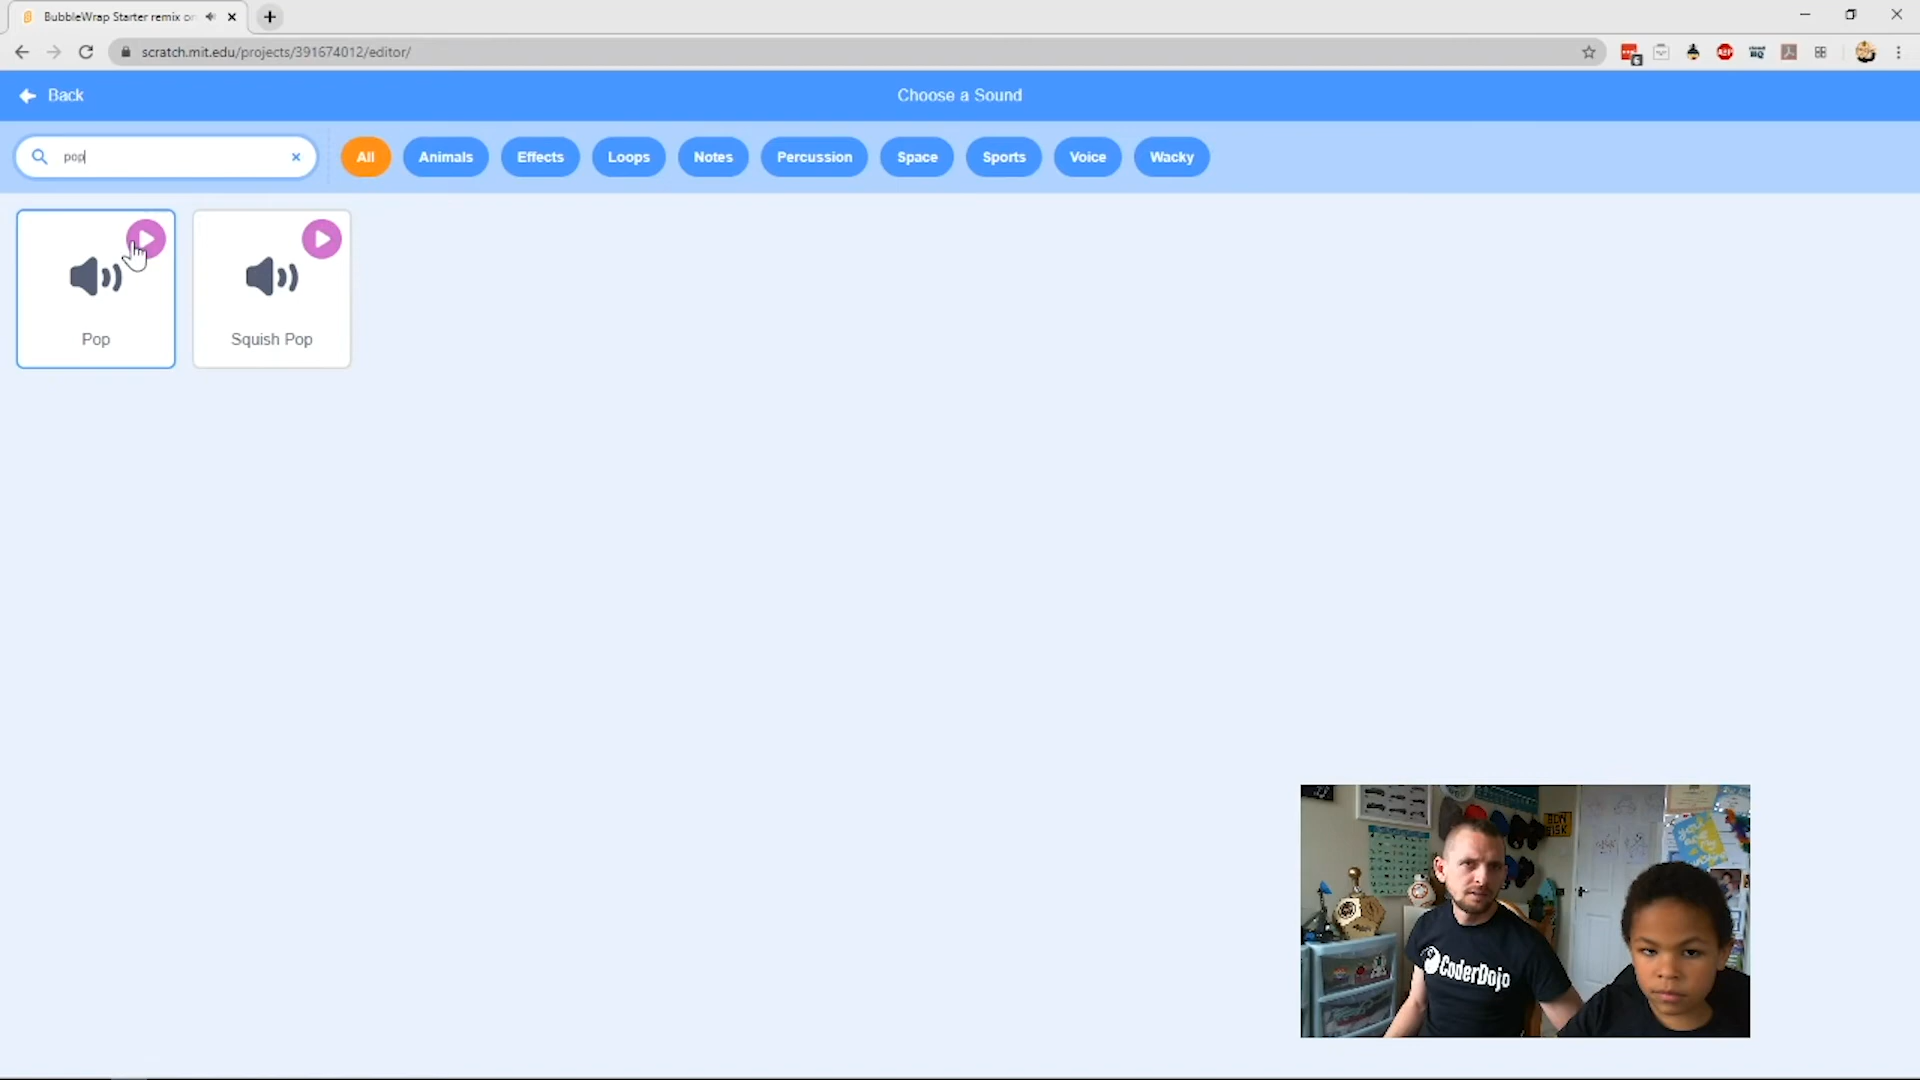 BubbleWrap Starter remix on
scratch.mit.edu/projects/391674012/editor/
Back
Choose a Sound
pop
All
Animals
Effects
Loops
Notes
Percussion
Space
Sports
Voice
Wacky
Pop
Squish Pop
CoderDojo